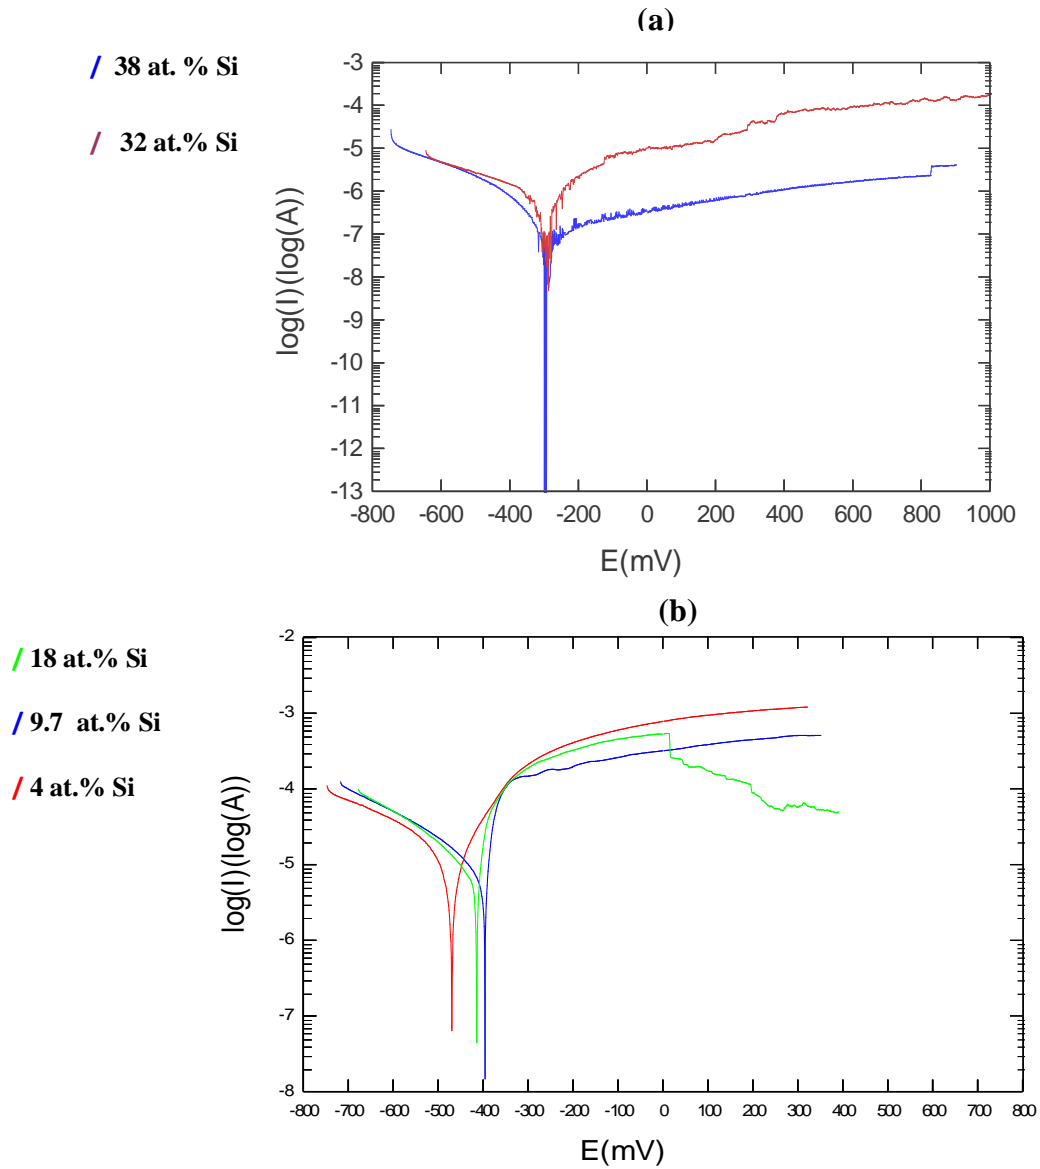 (a)
/ 38 at. % Si
/ 32 at.% Si
-3
-4
-5
-6
-7
-8
-9
-10
-11
-12
-13
log(I)(log(A))
-800 -600 -400 -200 0 200 400 600 800 1000
E(mV)
(b)
/ 18 at.% Si
/ 9.7 at.% Si
/ 4 at.% Si
-2
-3
-4
-5
-6
-7
-8
log(I)(log(A))
-800 -700 -600 -500 -400 -300 -200 -100 0 100 200 300 400 500 600 700 800
E(mV)